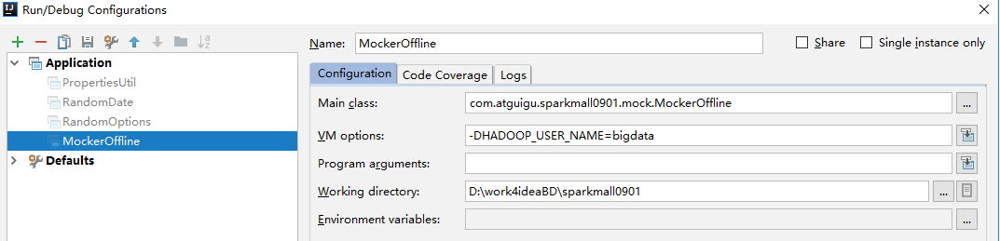 Run/Debug Configurations
Name: MockerOffline Share Single instance only
Application
PropertiesUtil
RandomDate
RandomOptions
MockerOffline
Defaults
Configuration Code Coverage Logs
Main class: com.atguigu.sparkmall0901.mock.MockerOffline ...
VM options: -DHADOOP_USER_NAME=bigdata
Program arguments:
Working directory: D:\work4ideaBD\sparkmall0901 ...
Environment variables: ...